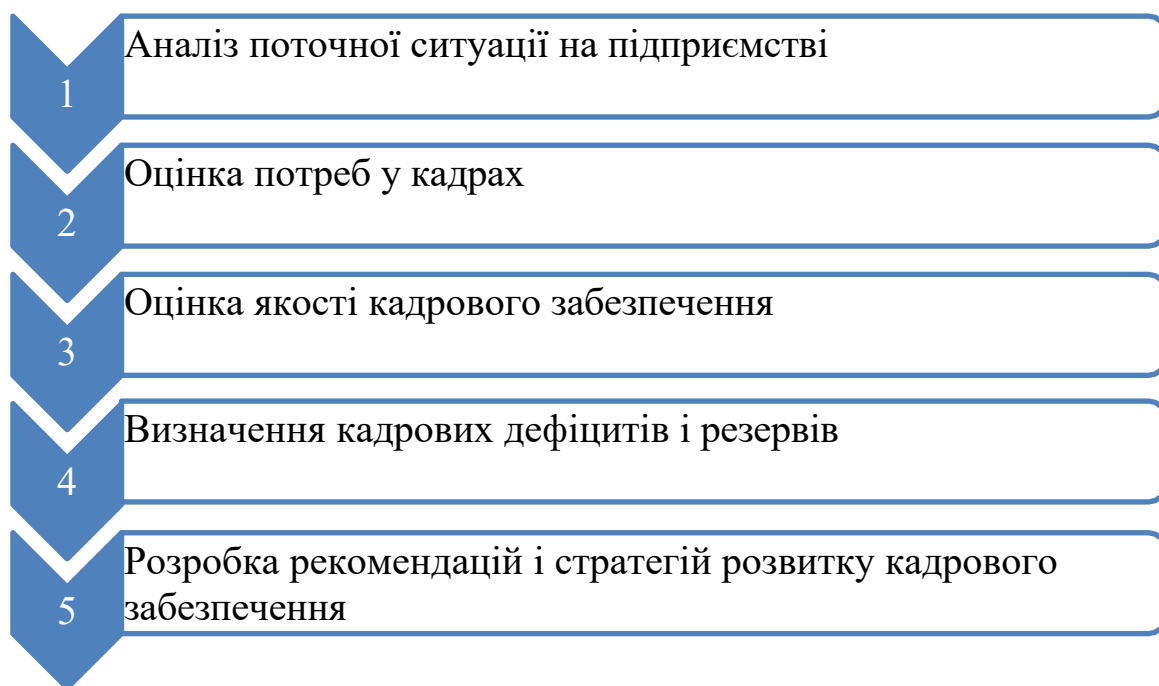 1
Аналіз поточної ситуації на підприємстві
2
Оцінка потреб у кадрах
3
Оцінка якості кадрового забезпечення
4
Визначення кадрових дефіцитів і резервів
5
Розробка рекомендацій і стратегій розвитку кадрового
забезпечення